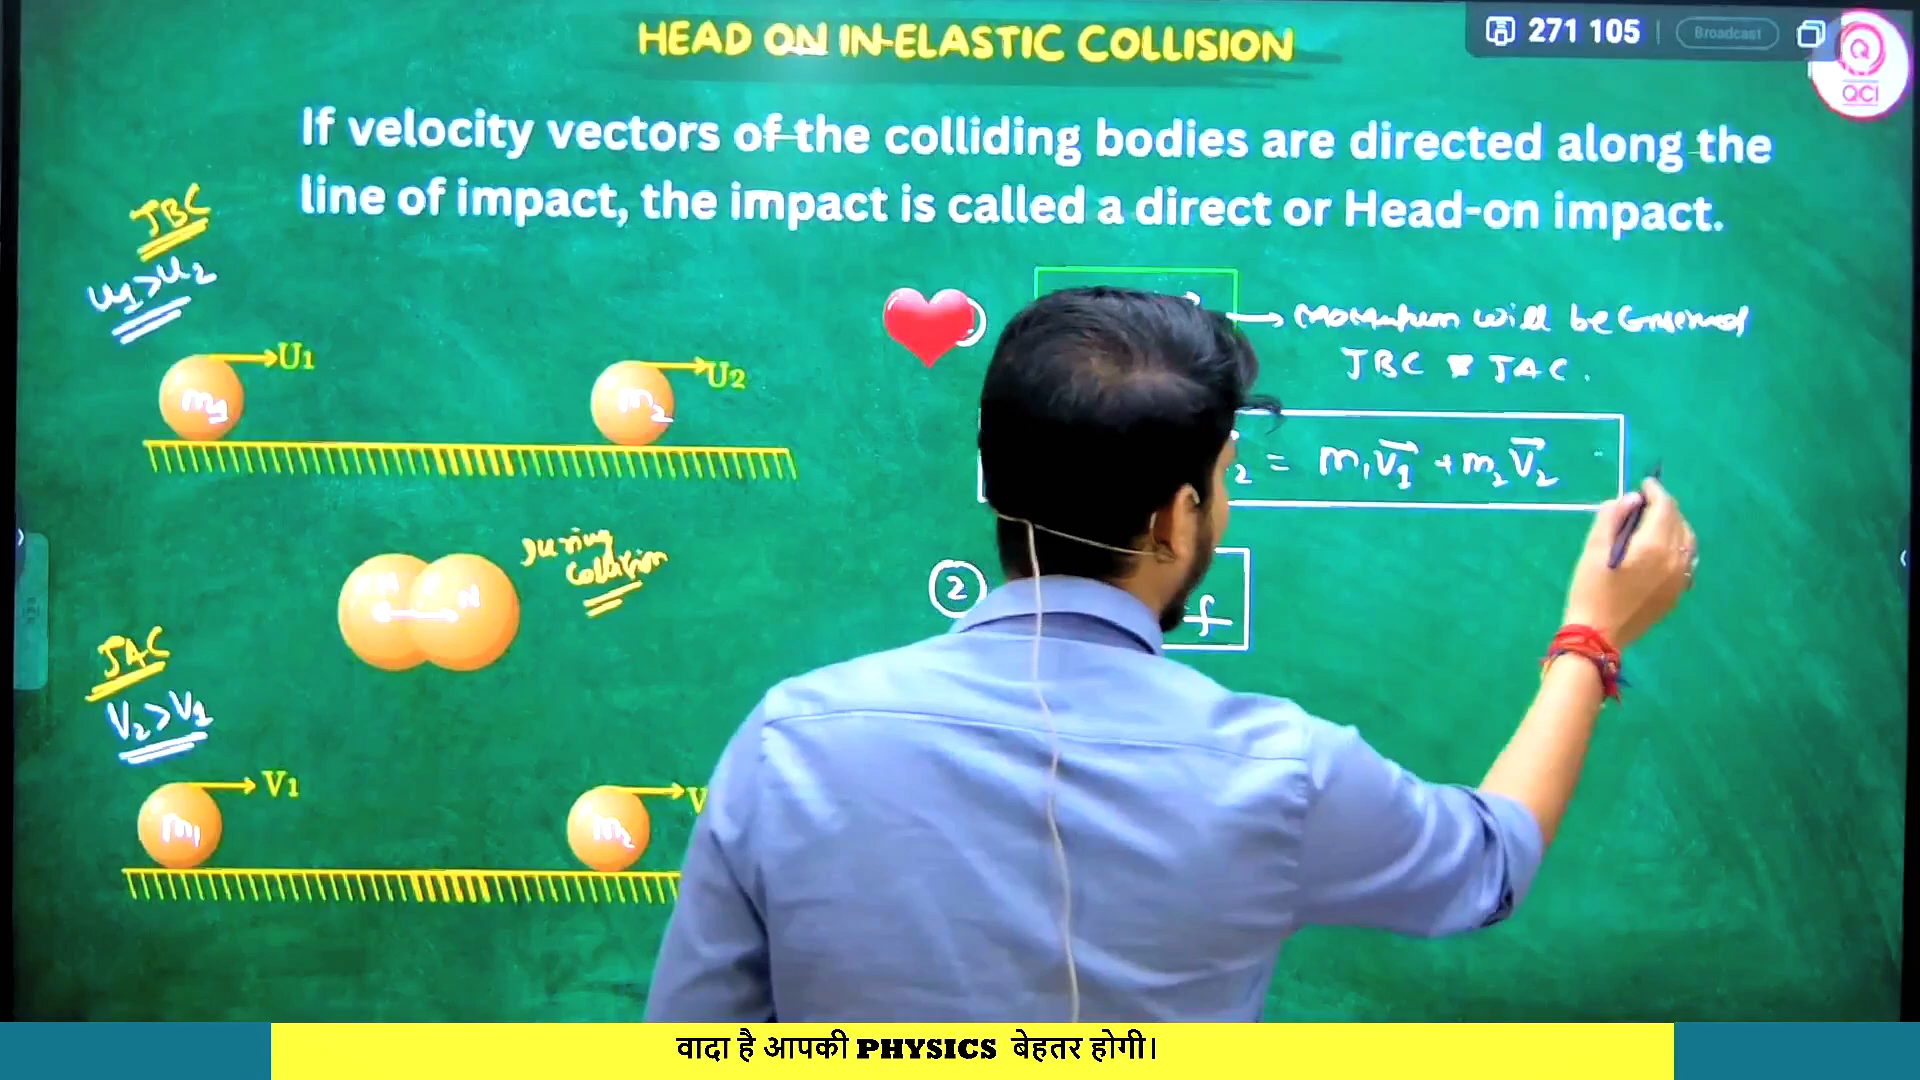 HEAD ON IN-ELASTIC COLLISION
271 105
Broadcast
QCI
If velocity vectors of the colliding bodies are directed along the
line of impact, the impact is called a direct or Head-on impact.
JBC
u1>u2
U1
U2
m1
m2
→ Momentum will be Conserved
JBC & JAC.
2 = m1V1 + m2V2
During
Collision
N N
2
f
JAC
V2>V1
V1
V
m1
m2
वादा है आपकी PHYSICS बेहतर होगी।